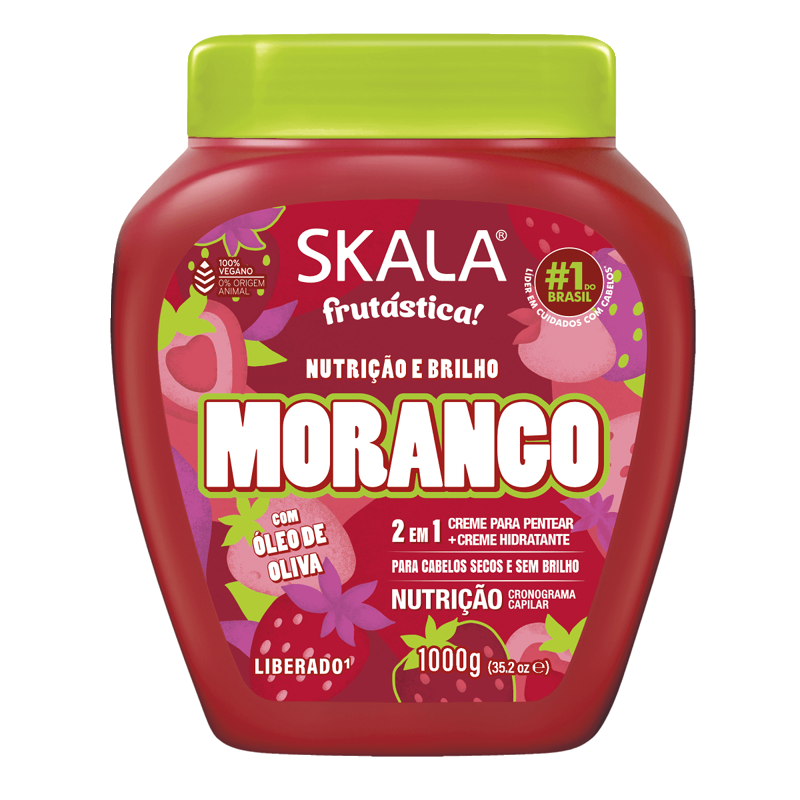 SKALA®
frutástica!
100%
VEGANO
0% ORIGEM
ANIMAL
#1 DO
BRASIL
LÍDER EM CUIDADOS COM CABELOS
NUTRIÇÃO E BRILHO
MORANGO
COM
ÓLEO DE
OLIVA
2 EM 1 CREME PARA PENTEAR
+CREME HIDRATANTE
PARA CABELOS SECOS E SEM BRILHO
NUTRIÇÃO CRONOGRAMA
CAPILAR
LIBERADO¹
1000g (35.2 oz ℮)